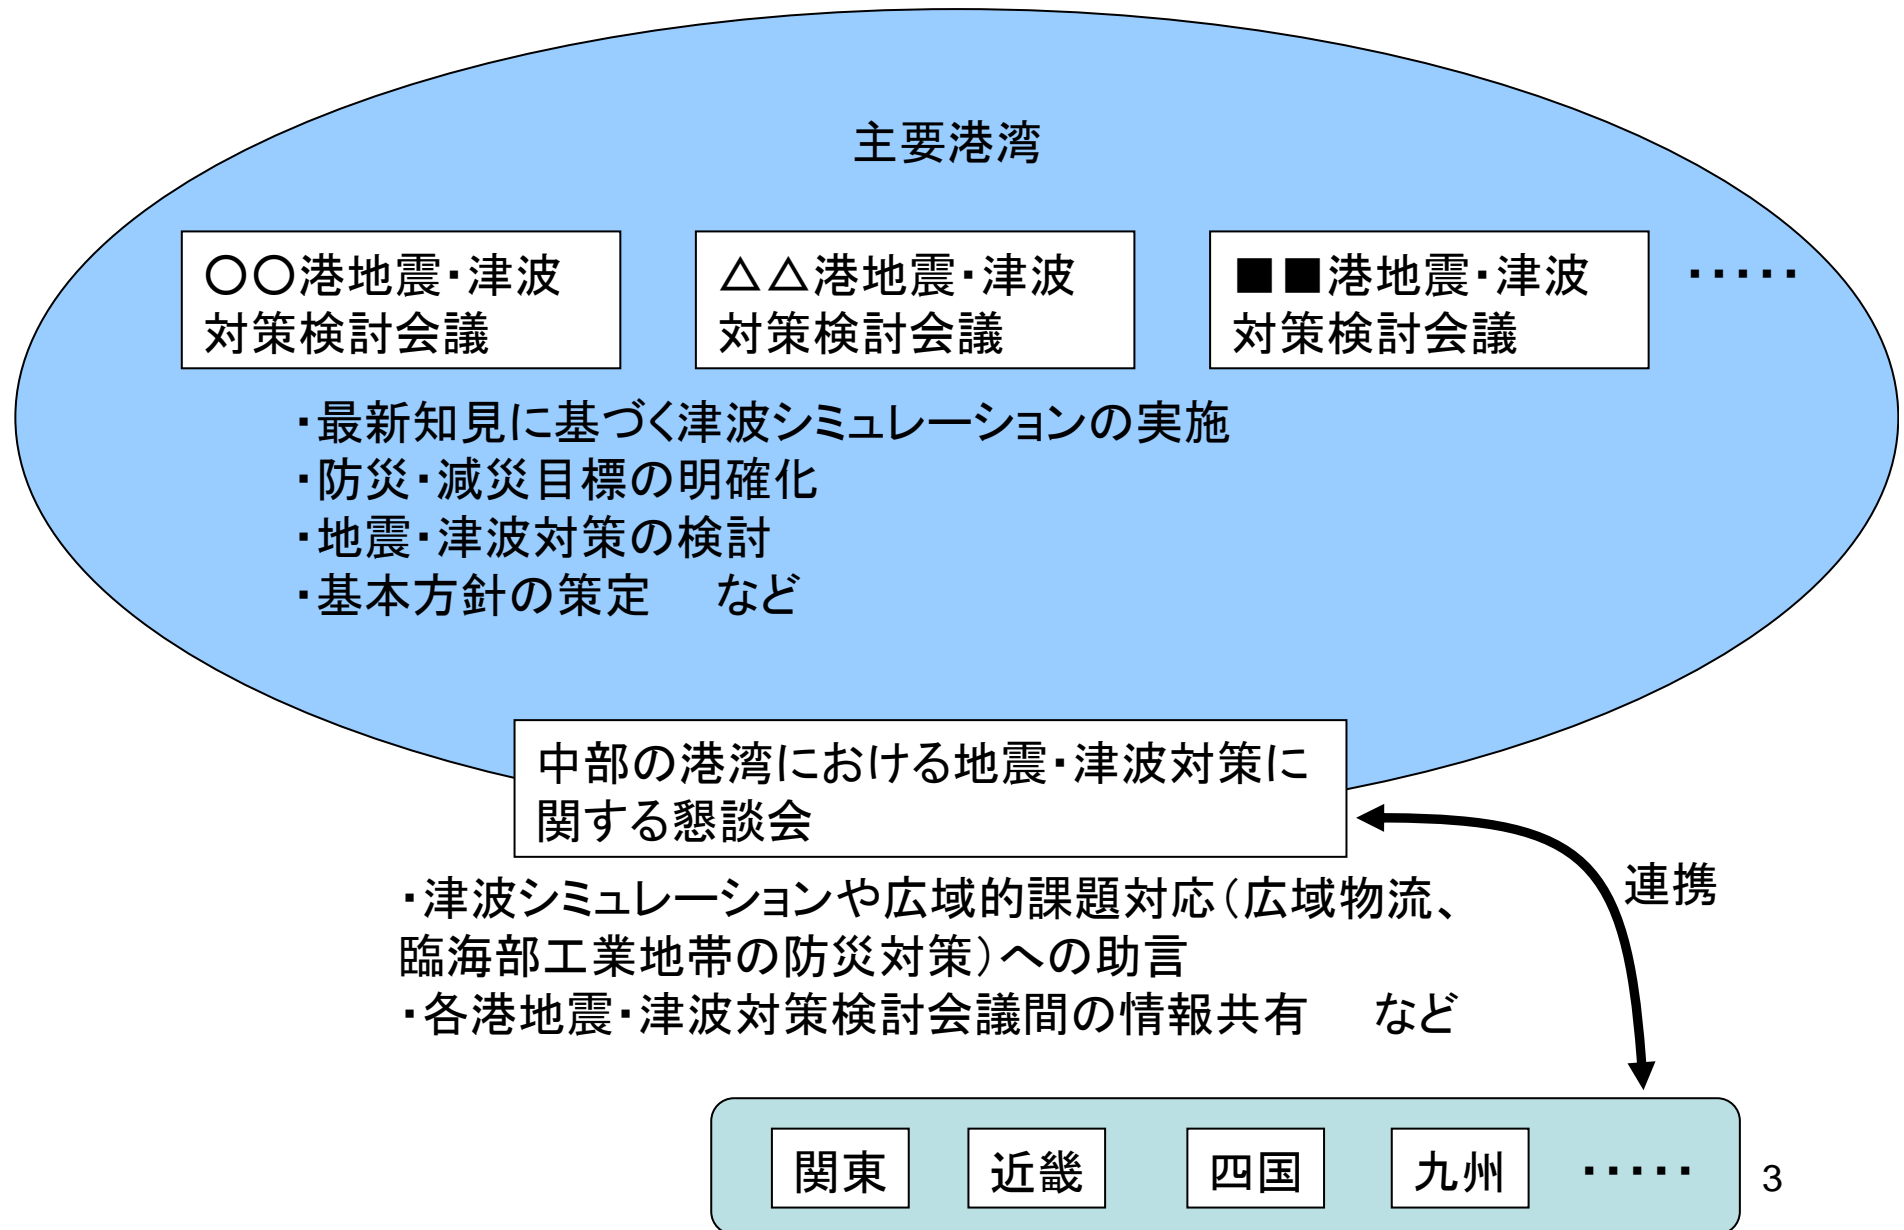 主要港湾
〇〇港地震・津波
対策検討会議
△△港地震・津波
対策検討会議
■■港地震・津波
対策検討会議
・・・・・
・最新知見に基づく津波シミュレーションの実施
・防災・減災目標の明確化
・地震・津波対策の検討
・基本方針の策定　など
中部の港湾における地震・津波対策に
関する懇談会
・津波シミュレーションや広域的課題対応（広域物流、
臨海部工業地帯の防災対策）への助言
・各港地震・津波対策検討会議間の情報共有　など
連携
関東
近畿
四国
九州
・・・・・
3